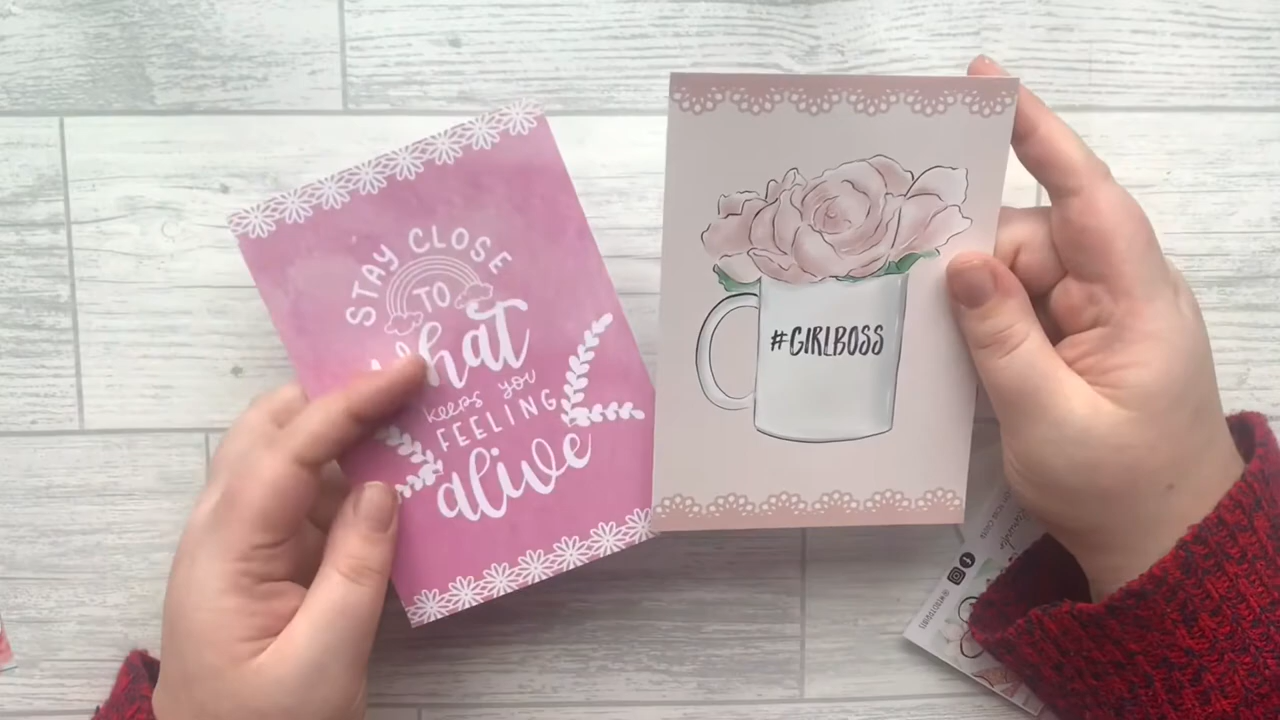 STAY CLOSE
TO
what
keeps you
FEELING
alive
#GIRLBOSS